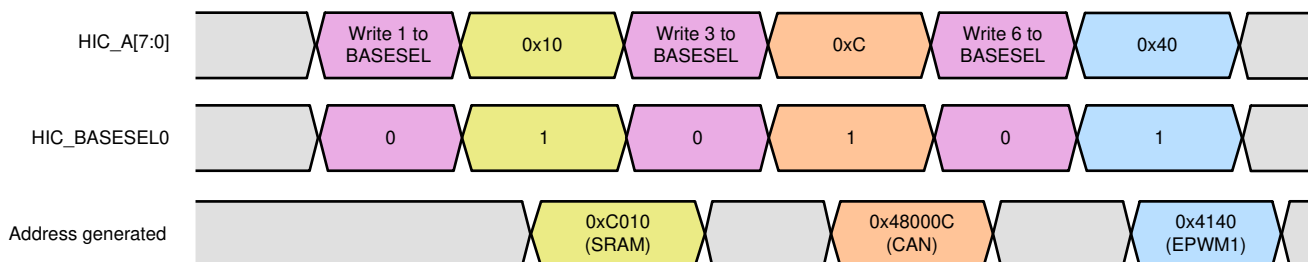 HIC_A[7:0]
Write 1 to
BASESEL
0x10
Write 3 to
BASESEL
0xC
Write 6 to
BASESEL
0x40
HIC_BASESEL0
0
1
0
1
0
1
Address generated
0xC010
(SRAM)
0x48000C
(CAN)
0x4140
(EPWM1)